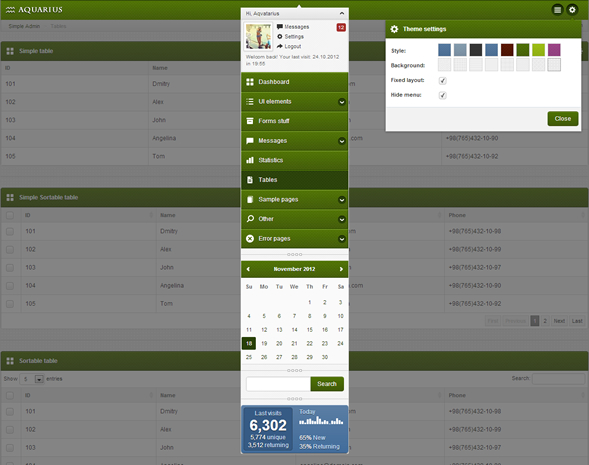 AQUARIUS
Simple Admin Tables
Hi, Aqvatarius
Messages 12
Settings
Logout
Welcom back! Your last visit: 24.10.2012
in 19:55
Theme settings
Style:
Background:
Fixed layout:
Hide menu:
Close
Dashboard
UI elements
Forms stuff
Messages
Statistics
Tables
Sample pages
Other
Error pages
November 2012
Su Mo Tu We Th Fr Sa
1 2 3
4 5 6 7 8 9 10
11 12 13 14 15 16 17
18 19 20 21 22 23 24
25 26 27 28 29 30
Search
Last visits
6,302
5,774 unique
3,512 returning
Today
65% New
35% Returning
Simple table
ID Name
101 Dmitry
102 Alex
103 John
104 Angelina .com +98(765)432-10-90
105 Tom +98(765)432-10-92
Simple Sortable table
ID Name Phone
101 Dmitry +98(765)432-10-98
102 Alex +98(765)432-10-99
103 John +98(765)432-10-98
104 Angelina .com +98(765)432-10-90
105 Tom +98(765)432-10-92
First Previous 1 2 Next Last
Sortable table
Show 5 entries Search:
ID Name Phone
101 Dmitry +98(765)432-10-98
102 Alex +98(765)432-10-99
103 John +98(765)432-10-98